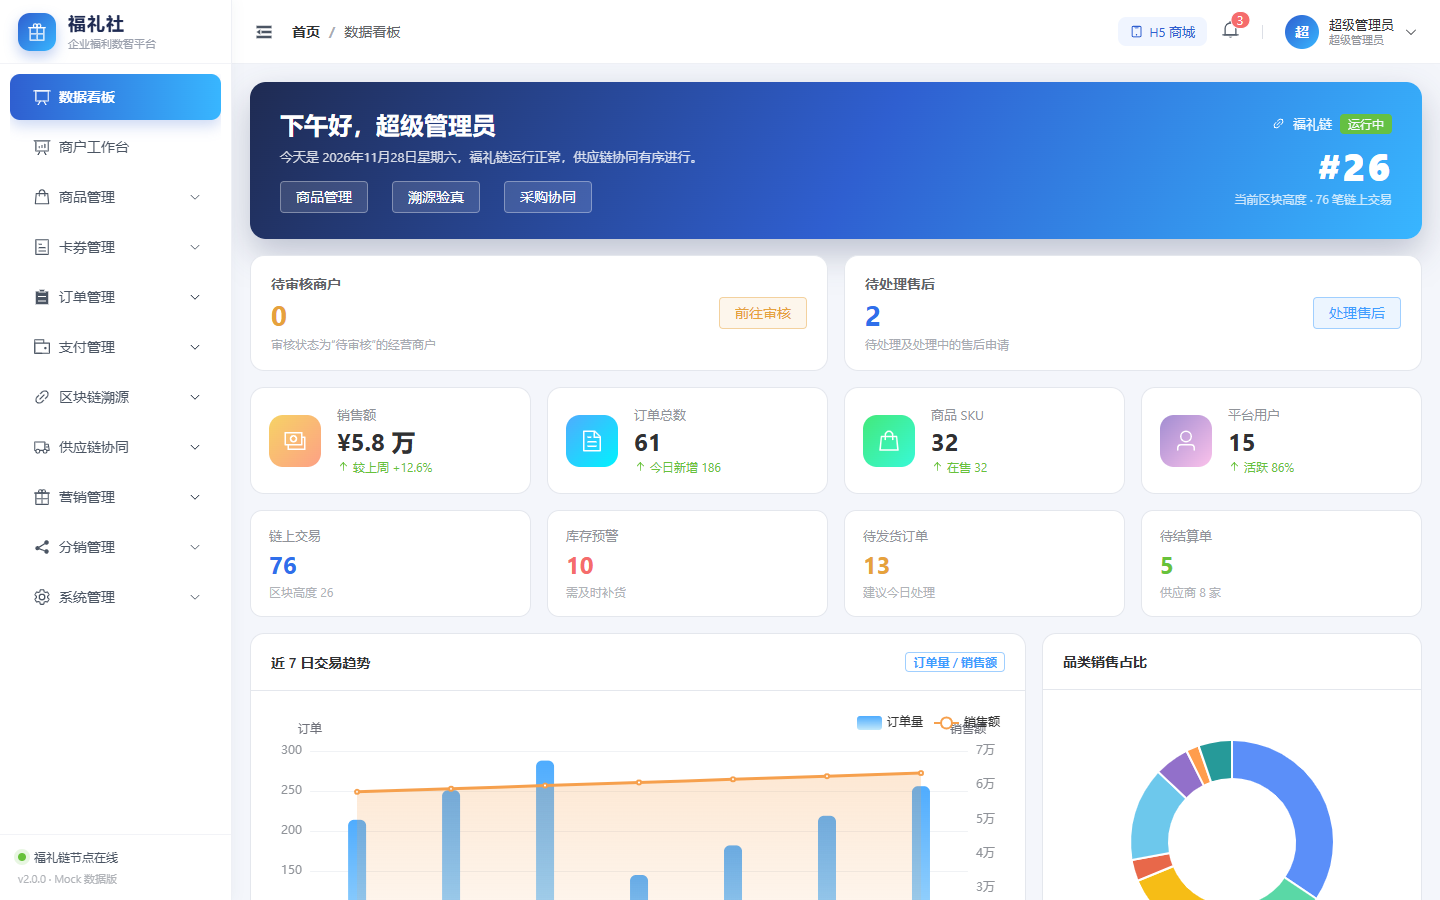 福礼社
企业福利数智平台
首页 / 数据看板
H5 商城
3
超
超级管理员
超级管理员
数据看板
商户工作台
商品管理
卡券管理
订单管理
支付管理
区块链溯源
供应链协同
营销管理
分销管理
系统管理
福礼链节点在线
v2.0.0 · Mock 数据版
下午好，超级管理员
今天是 2026年11月28日星期六，福礼链运行正常，供应链协同有序进行。
商品管理 溯源验真 采购协同
福礼链 运行中
#26
当前区块高度 · 76 笔链上交易
待审核商户
0
审核状态为“待审核”的经营商户
前往审核
待处理售后
2
待处理及处理中的售后申请
处理售后
销售额
¥5.8 万
↑ 较上周 +12.6%
订单总数
61
↑ 今日新增 186
商品 SKU
32
↑ 在售 32
平台用户
15
↑ 活跃 86%
链上交易
76
区块高度 26
库存预警
10
需及时补货
待发货订单
13
建议今日处理
待结算单
5
供应商 8 家
近 7 日交易趋势
订单量 / 销售额
订单量 销售额
订单
销售额
300
250
200
150
7万
6万
5万
4万
3万
品类销售占比